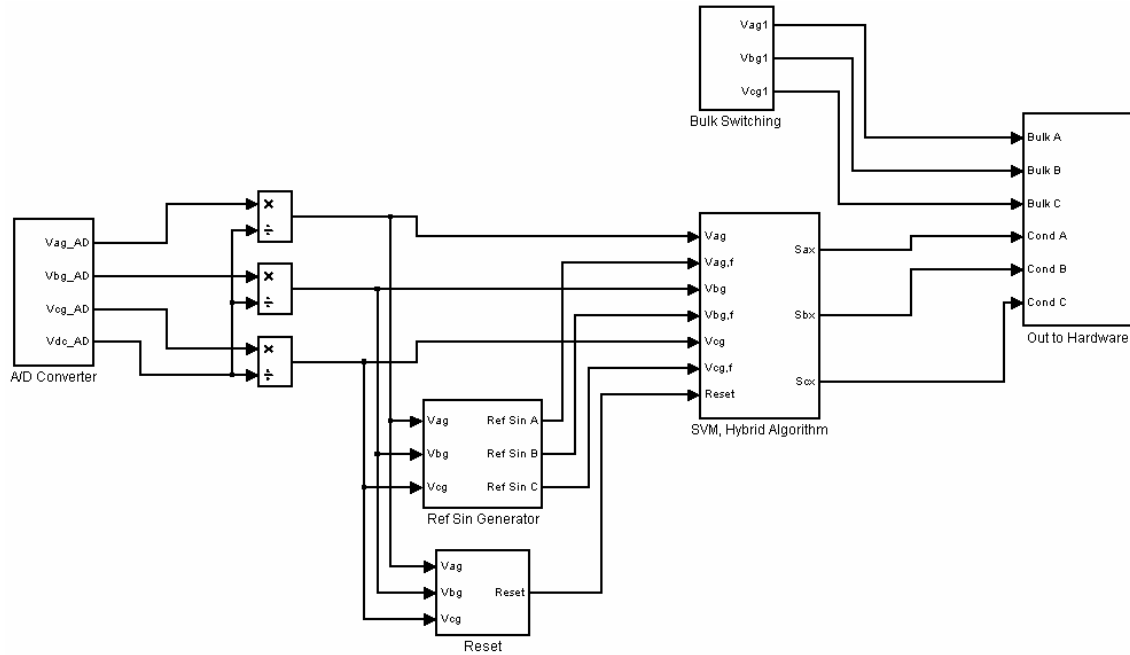 Vag1
Vbg1
Vcg1
Bulk Switching
Bulk A
Bulk B
Bulk C
Cond A
Cond B
Cond C
Out to Hardware
Vag_AD
Vbg_AD
Vcg_AD
Vdc_AD
A/D Converter
×
÷
×
÷
×
÷
Vag
Vag,f
Vbg
Vbg,f
Vcg
Vcg,f
Reset
Sax
Sbx
Scx
SVM, Hybrid Algorithm
Vag
Vbg
Vcg
Ref Sin A
Ref Sin B
Ref Sin C
Ref Sin Generator
Vag
Vbg
Vcg
Reset
Reset